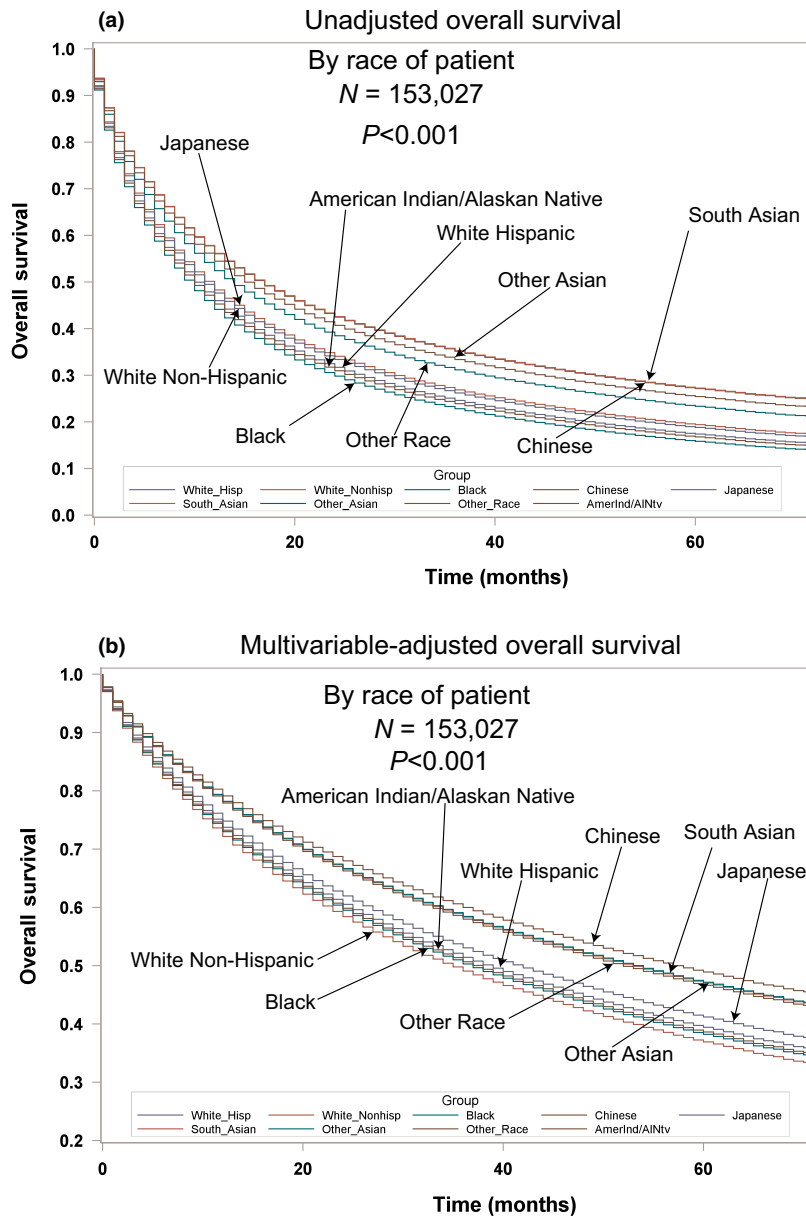 (a) Unadjusted overall survival
By race of patient
N = 153,027
P<0.001
Japanese
American Indian/Alaskan Native
White Hispanic
South Asian
Other Asian
White Non-Hispanic
Black
Other Race
Chinese
Overall survival
1.0
0.9
0.8
0.7
0.6
0.5
0.4
0.3
0.2
0.1
0.0
Group
White_Hisp White_Nonhisp Black Chinese Japanese
South_Asian Other_Asian Other_Race AmerInd/AlNtv
0 20 40 60
Time (months)
(b) Multivariable-adjusted overall survival
By race of patient
N = 153,027
P<0.001
American Indian/Alaskan Native
Chinese
South Asian
White Hispanic
Japanese
White Non-Hispanic
Black
Other Race
Other Asian
Overall survival
1.0
0.9
0.8
0.7
0.6
0.5
0.4
0.3
0.2
Group
White_Hisp White_Nonhisp Black Chinese Japanese
South_Asian Other_Asian Other_Race AmerInd/AlNtv
0 20 40 60
Time (months)